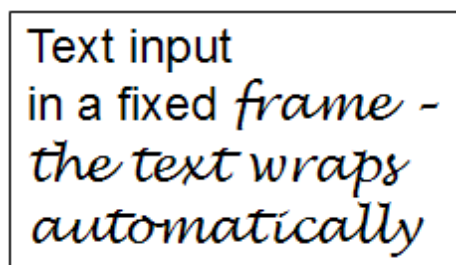 Text input
in a fixed frame –
the text wraps
automatically